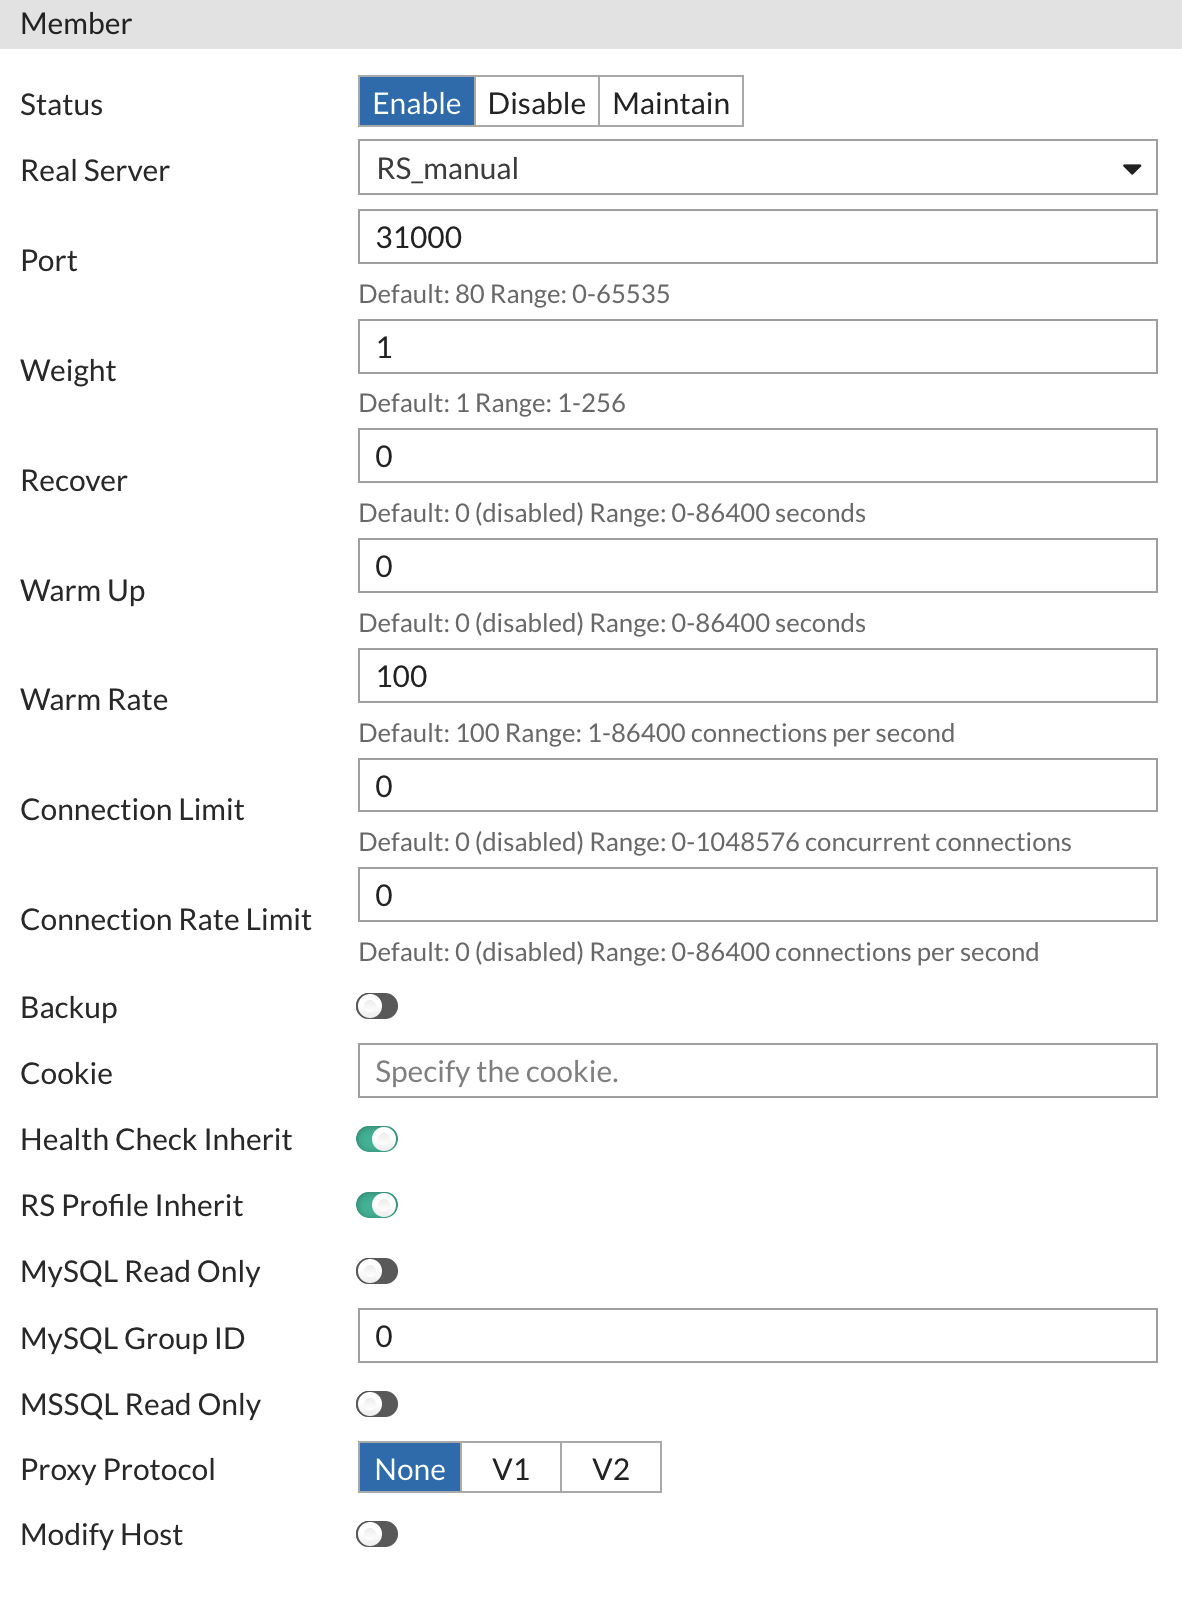 Member
Status
Enable Disable Maintain
Real Server
RS_manual
Port
31000
Default: 80 Range: 0-65535
Weight
1
Default: 1 Range: 1-256
Recover
0
Default: 0 (disabled) Range: 0-86400 seconds
Warm Up
0
Default: 0 (disabled) Range: 0-86400 seconds
Warm Rate
100
Default: 100 Range: 1-86400 connections per second
Connection Limit
0
Default: 0 (disabled) Range: 0-1048576 concurrent connections
Connection Rate Limit
0
Default: 0 (disabled) Range: 0-86400 connections per second
Backup
Cookie
Specify the cookie.
Health Check Inherit
RS Profile Inherit
MySQL Read Only
MySQL Group ID
0
MSSQL Read Only
Proxy Protocol
None V1 V2
Modify Host